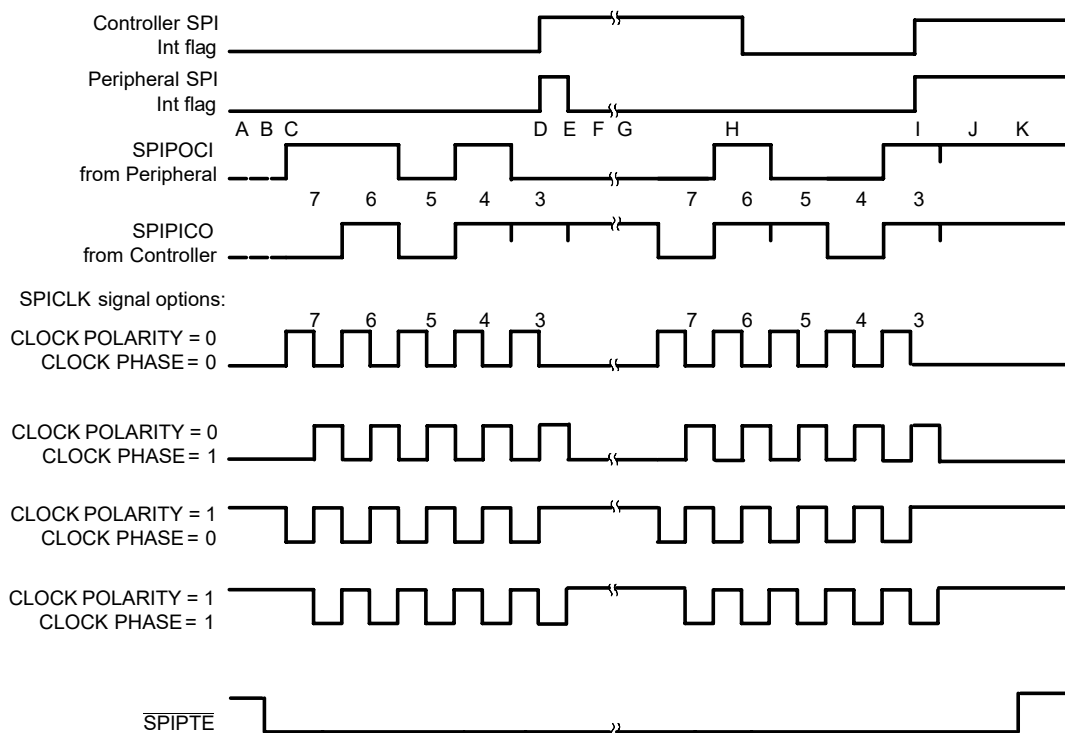 Controller SPI
Int flag
Peripheral SPI
Int flag
A B C D E F G H I J K
SPIPOCI
from Peripheral
7 6 5 4 3 7 6 5 4 3
SPIPICO
from Controller
SPICLK signal options:
7 6 5 4 3 7 6 5 4 3
CLOCK POLARITY = 0
CLOCK PHASE = 0
CLOCK POLARITY = 0
CLOCK PHASE = 1
CLOCK POLARITY = 1
CLOCK PHASE = 0
CLOCK POLARITY = 1
CLOCK PHASE = 1
SPIPTE